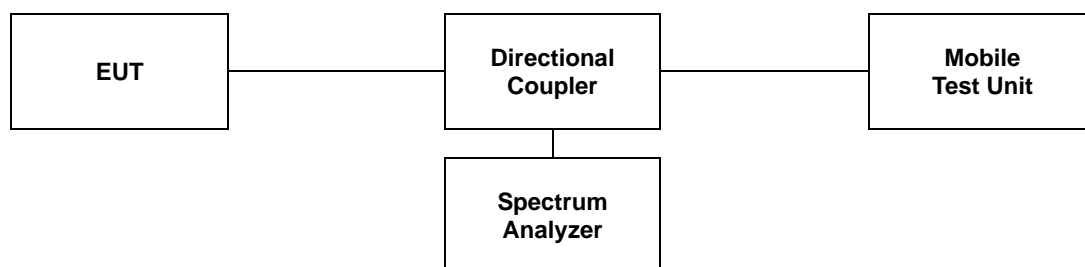 EUT
Directional
Coupler
Mobile
Test Unit
Spectrum
Analyzer